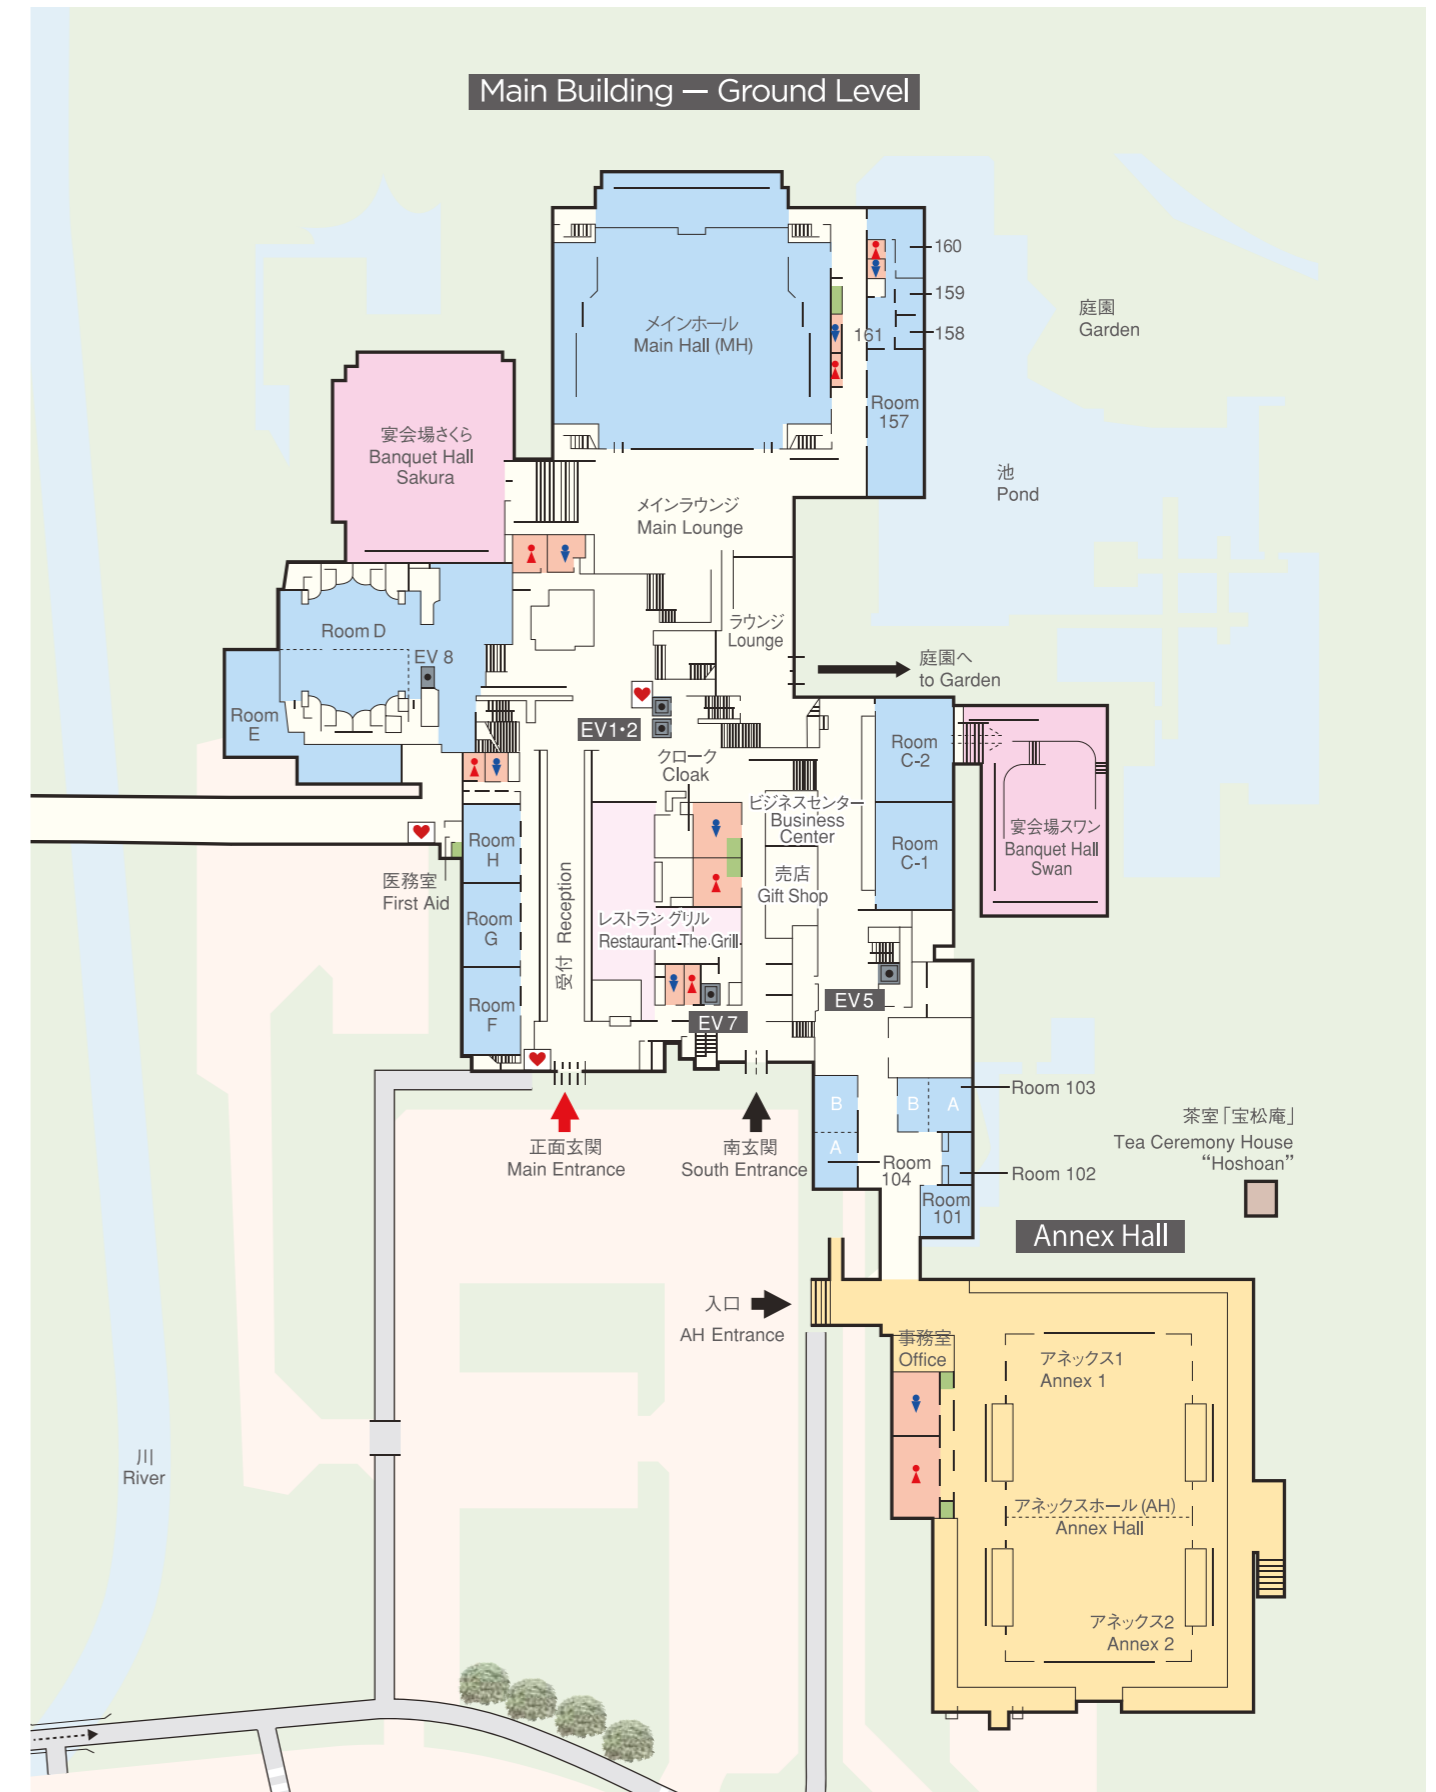 Main Building — Ground Level
160
159
158
161
庭園
Garden
メインホール
Main Hall (MH)
Room
157
宴会場さくら
Banquet Hall
Sakura
池
Pond
メインラウンジ
Main Lounge
ラウンジ
Lounge
Room D
EV 8
庭園へ
to Garden
Room
E
EV1•2
Room
C-2
クローク
Cloak
ビジネスセンター
Business
Center
宴会場スワン
Banquet Hall
Swan
Room
H
Room
C-1
医務室
First Aid
売店
Gift Shop
Room
G
受付 Reception
レストラン グリル
Restaurant The Grill
Room
F
EV 5
EV 7
B
B
A
Room 103
A
正面玄関
Main Entrance
南玄関
South Entrance
Room
104
Room 102
Room
101
茶室「宝松庵」
Tea Ceremony House
“Hoshoan”
Annex Hall
入口
AH Entrance
事務室
Office
アネックス1
Annex 1
川
River
アネックスホール (AH)
Annex Hall
アネックス2
Annex 2